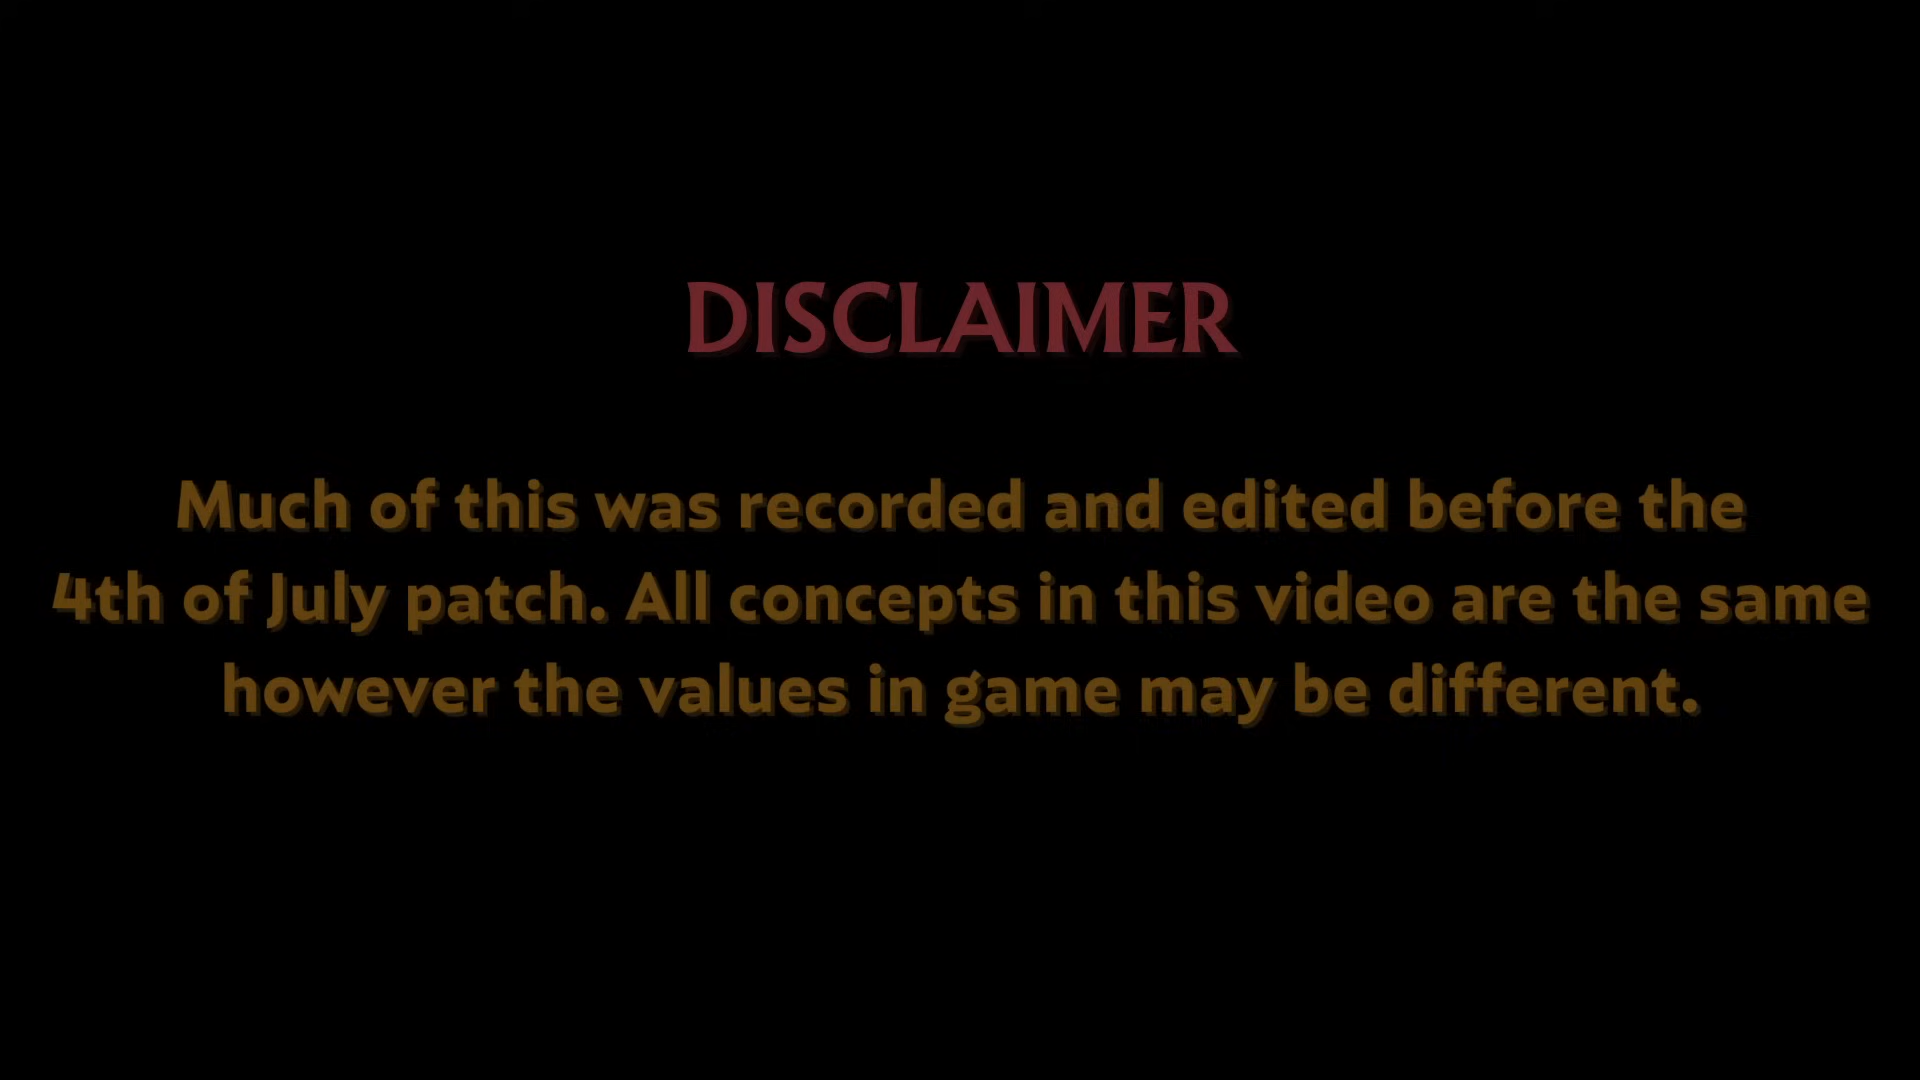 DISCLAIMER
Much of this was recorded and edited before the
4th of July patch. All concepts in this video are the same
however the values in game may be different.